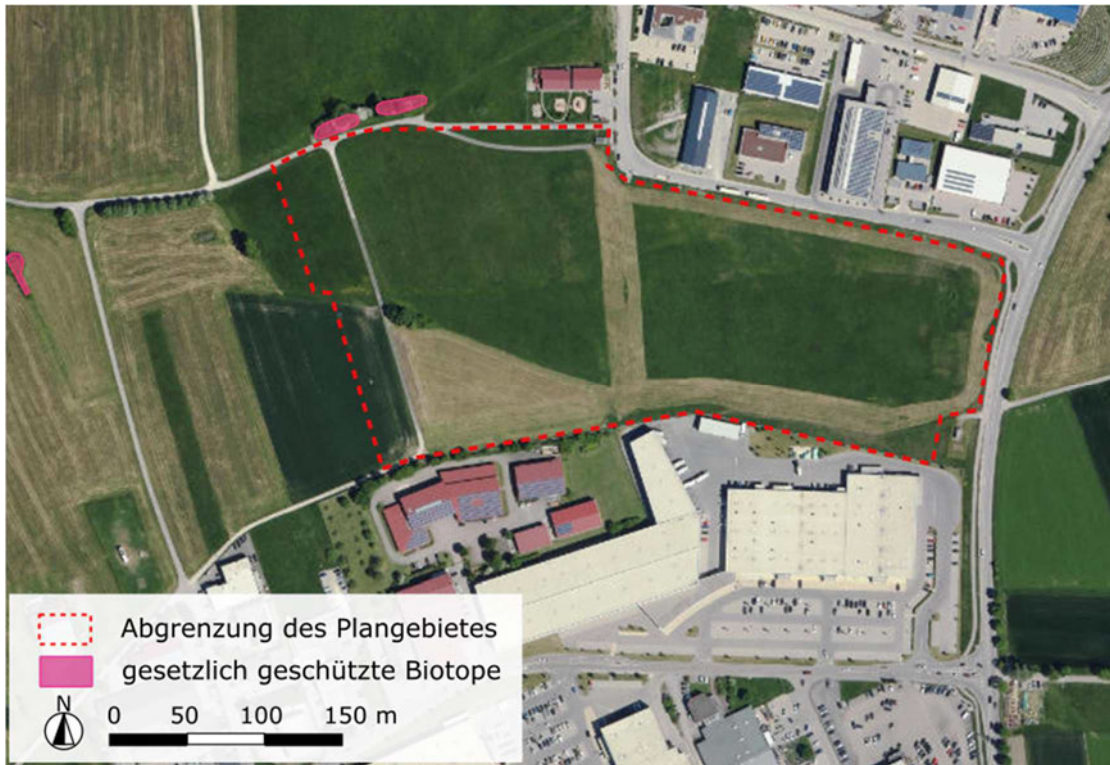 Abgrenzung des Plangebietes
gesetzlich geschützte Biotope
N
0 50 100 150 m